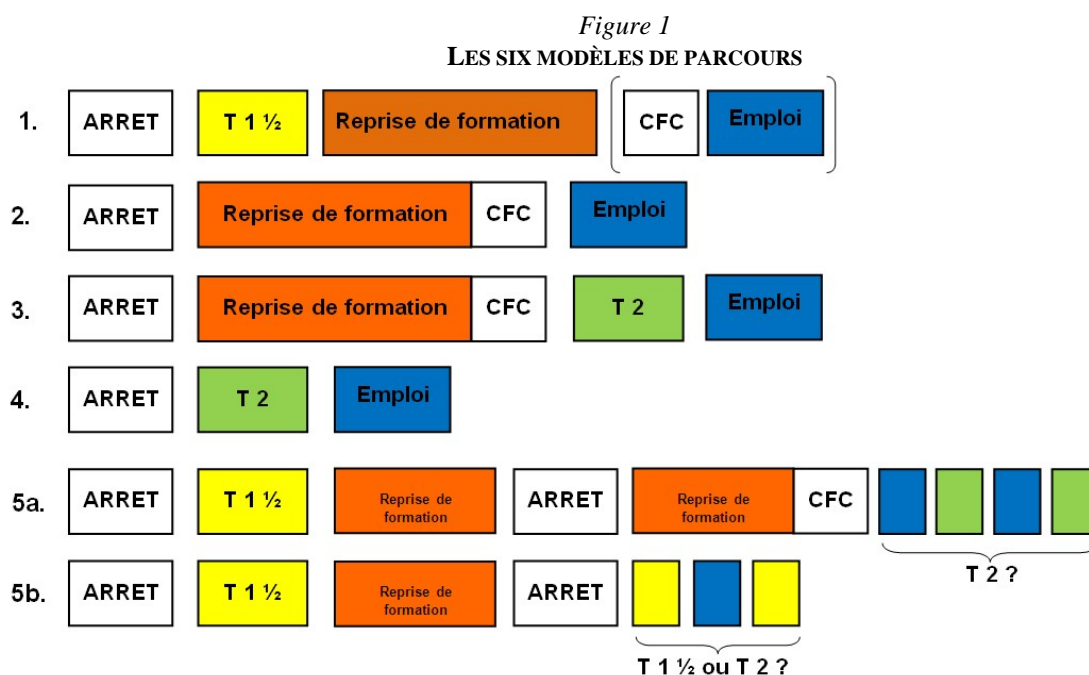 Figure 1
LES SIX MODÈLES DE PARCOURS
1. ARRET T 1 ½ Reprise de formation CFC Emploi
2. ARRET Reprise de formation CFC Emploi
3. ARRET Reprise de formation CFC T 2 Emploi
4. ARRET T 2 Emploi
5a. ARRET T 1 ½ Reprise de formation ARRET Reprise de formation CFC
T 2 ?
5b. ARRET T 1 ½ Reprise de formation ARRET
T 1 ½ ou T 2 ?